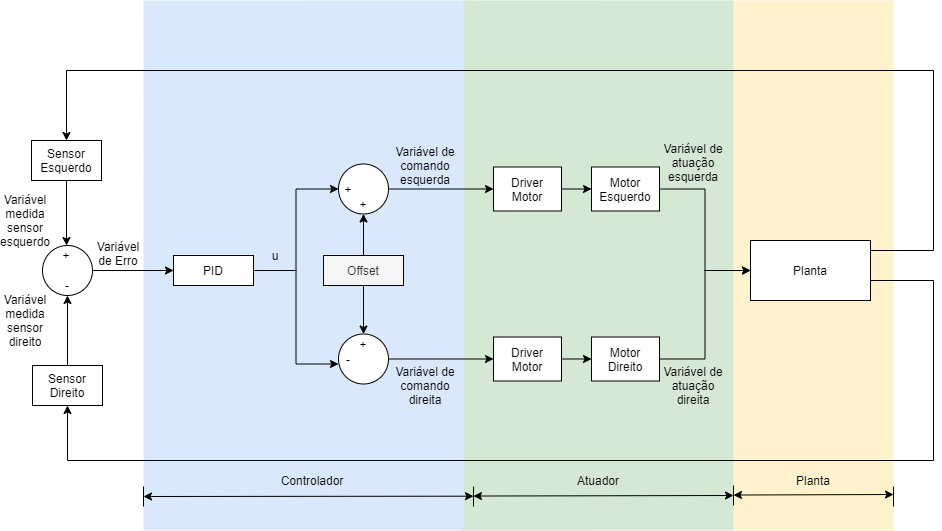 Sensor
Esquerdo
Variável
medida
sensor
esquerdo
+
-
Variável
de Erro
Variável
medida
sensor
direito
Sensor
Direito
PID
u
+
+
Offset
+
-
Variável de
comando
esquerda
Variável de
comando
direita
Driver
Motor
Motor
Esquerdo
Variável de
atuação
esquerda
Driver
Motor
Motor
Direito
Variável de
atuação
direita
Planta
Controlador
Atuador
Planta